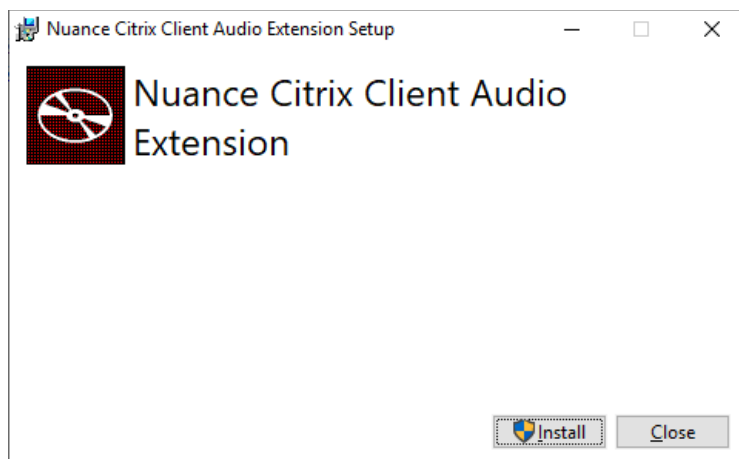 Nuance Citrix Client Audio Extension Setup
Nuance Citrix Client Audio
Extension
Install
Close